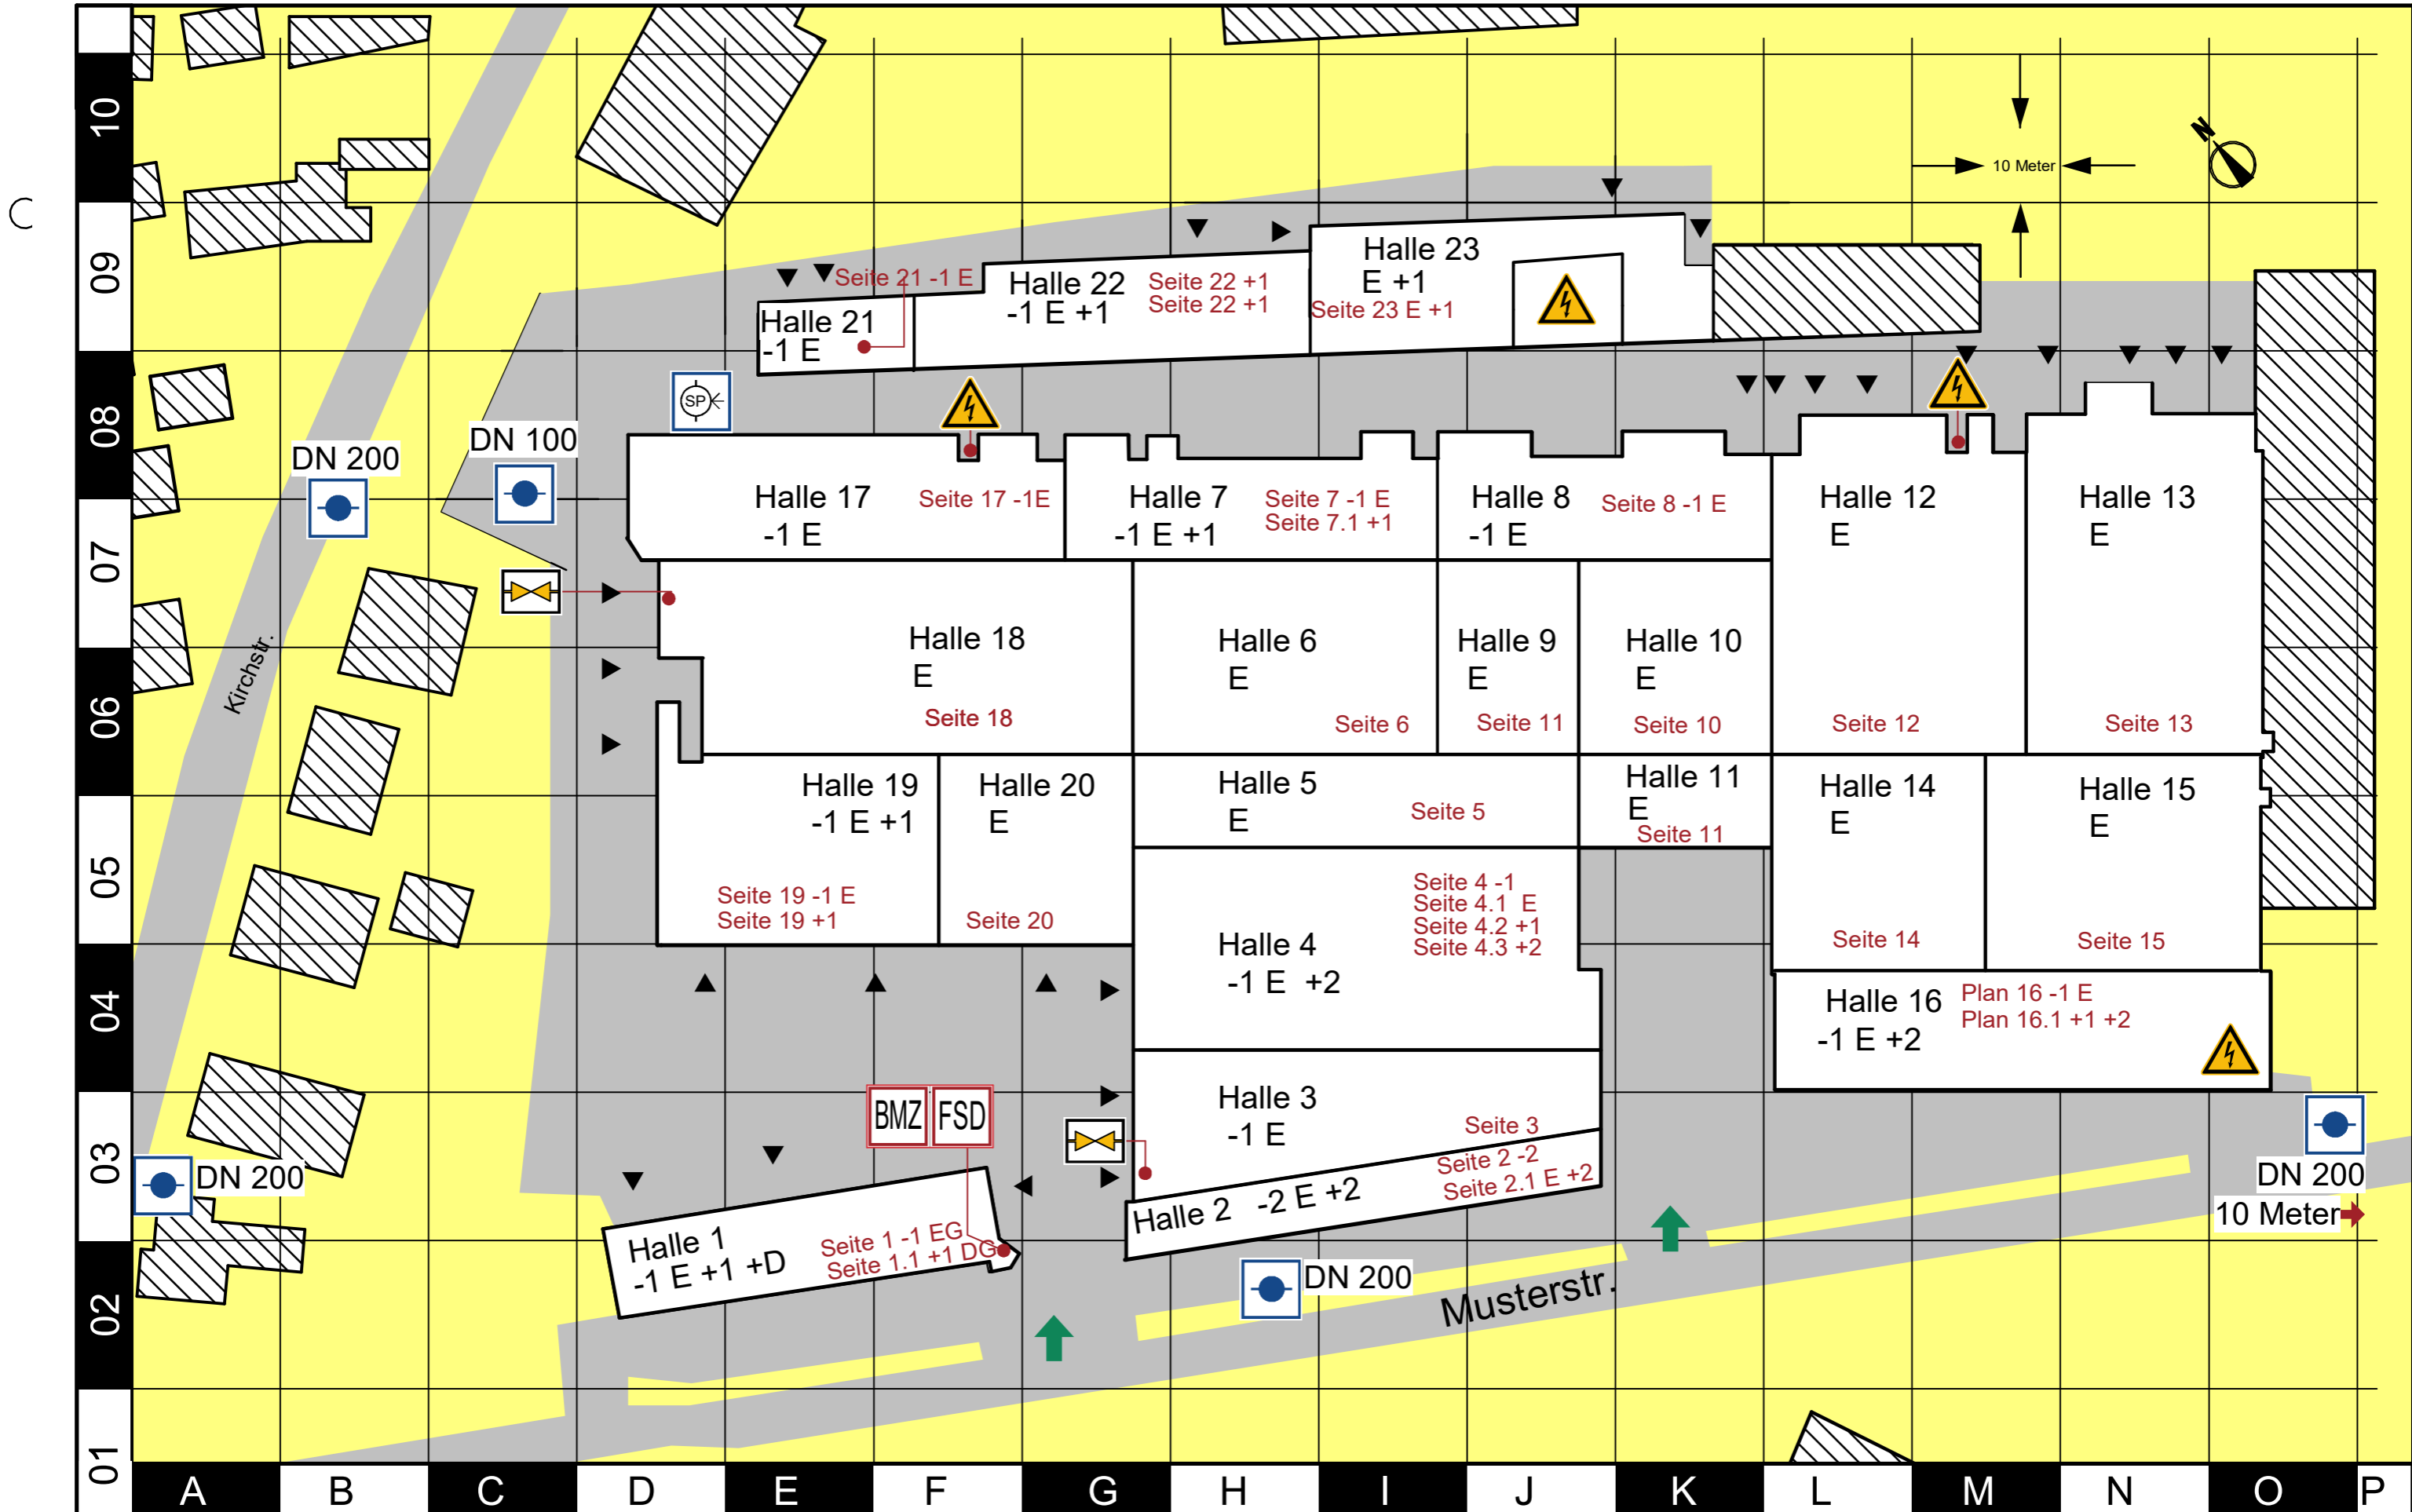 10
10 Meter
N
09
Halle 23
E +1
Seite 23 E +1
Seite 21 -1 E
Halle 22
-1 E +1
Seite 22 +1
Seite 22 +1
Halle 21
-1 E
08
SP
DN 100
DN 200
Halle 17
-1 E
Seite 17 -1E
Halle 7
-1 E +1
Seite 7 -1 E
Seite 7.1 +1
Halle 8
-1 E
Seite 8 -1 E
Halle 12
E
Halle 13
E
07
Kirchstr.
Halle 18
E
Seite 18
Halle 6
E
Seite 6
Halle 9
E
Seite 11
Halle 10
E
Seite 10
Seite 12
Seite 13
06
Halle 19
-1 E +1
Seite 19 -1 E
Seite 19 +1
Halle 20
E
Seite 20
Halle 5
E
Seite 5
Halle 11
E
Seite 11
Halle 14
E
Seite 14
Halle 15
E
Seite 15
05
Seite 4 -1
Seite 4.1 E
Seite 4.2 +1
Seite 4.3 +2
Halle 4
-1 E +2
Halle 16
-1 E +2
Plan 16 -1 E
Plan 16.1 +1 +2
04
BMZ FSD
Halle 3
-1 E
Seite 3
03
DN 200
Seite 2 -2
Seite 2.1 E +2
Halle 2 -2 E +2
DN 200
10 Meter
Halle 1
-1 E +1 +D
Seite 1 -1 EG
Seite 1.1 +1 DG
DN 200
Musterstr.
02
01
A B C D E F G H I J K L M N O P